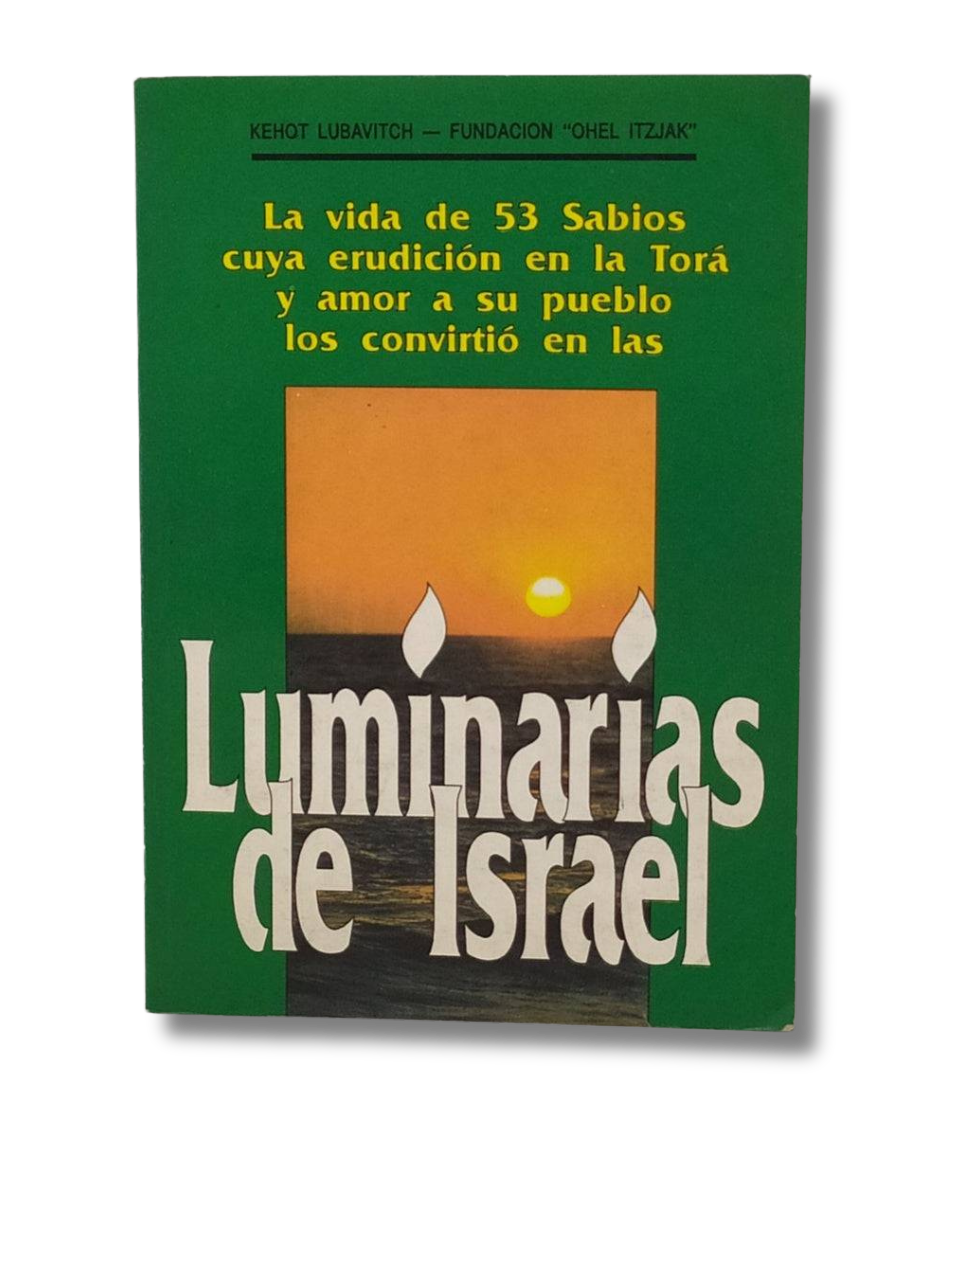 KEHOT LUBAVITCH — FUNDACION "OHEL ITZJAK"
La vida de 53 Sabios
cuya erudición en la Torá
y amor a su pueblo
los convirtió en las
Luminarias
de Israel